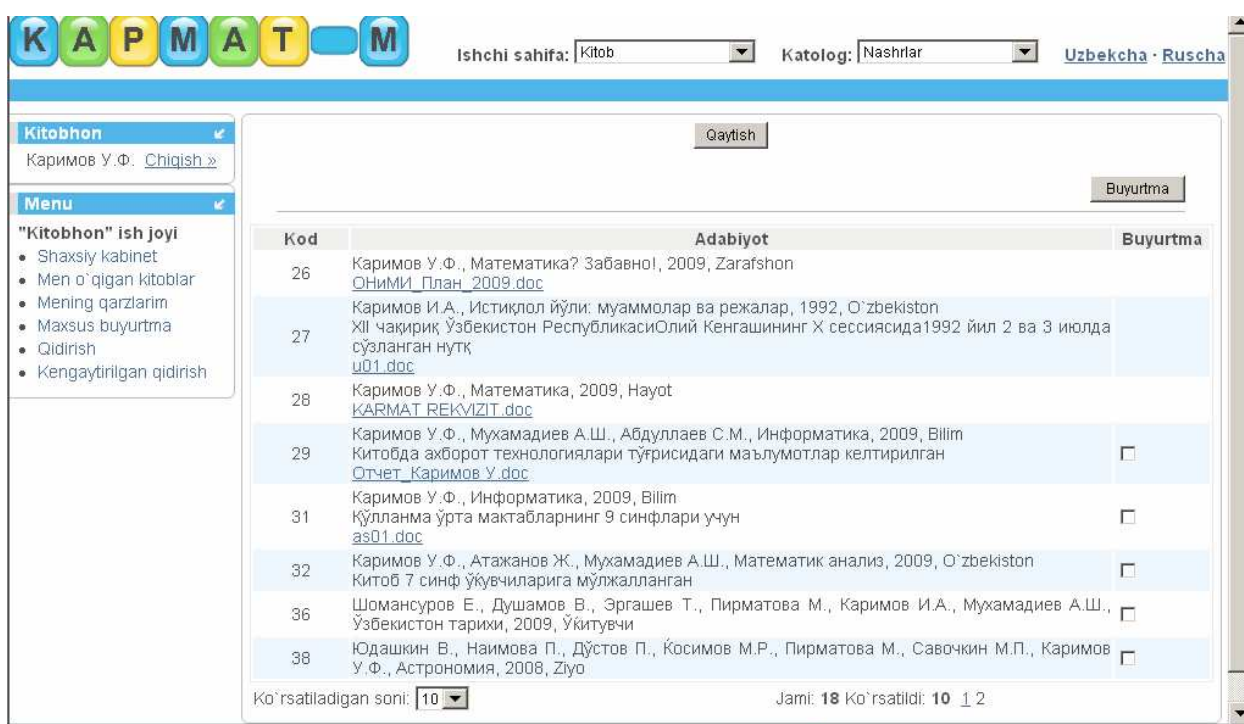 КАРМАТ-М
Ishchi sahifa: Kitob Katolog: Nashrlar Uzbekcha · Ruscha
Kitobhon
Каримов У.Ф. Chiqish »
Menu
"Kitobhon" ish joyi
Shaxsiy kabinet
Men o`qigan kitoblar
Mening qarzlarim
Maxsus buyurtma
Qidirish
Kengaytirilgan qidirish
Qaytish
Buyurtma
Kod Adabiyot Buyurtma
26 Каримов У.Ф., Математика? Забавно!, 2009, Zarafshon
ОНиМИ_План_2009.doc
27 Каримов И.А., Истиқлол йўли: муаммолар ва режалар, 1992, O`zbekiston
XII чақириқ Ўзбекистон РеспубликасиОлий Кенгашининг X сессиясида1992 йил 2 ва 3 июлда
сўзланган нутқ
u01.doc
28 Каримов У.Ф., Математика, 2009, Hayot
KARMAT REKVIZIT.doc
29 Каримов У.Ф., Мухамадиев А.Ш., Абдуллаев С.М., Информатика, 2009, Bilim
Китобда ахборот технологиялари тўғрисидаги маълумотлар келтирилган
Отчет_Каримов У.doc
31 Каримов У.Ф., Информатика, 2009, Bilim
Қўлланма ўрта мактабларнинг 9 синфлари учун
as01.doc
32 Каримов У.Ф., Атажанов Ж., Мухамадиев А.Ш., Математик анализ, 2009, O`zbekiston
Китоб 7 синф ўќувчиларига мўлжалланган
36 Шомансуров Е., Душамов В., Эргашев Т., Пирматова М., Каримов И.А., Мухамадиев А.Ш.,
Ўзбекистон тарихи, 2009, Ўќитувчи
38 Юдашкин В., Наимова П., Дўстов П., Ќосимов М.Р., Пирматова М., Савочкин М.П., Каримов
У.Ф., Астрономия, 2008, Ziyo
Ko`rsatiladigan soni: 10 Jami: 18 Ko`rsatildi: 10 1 2